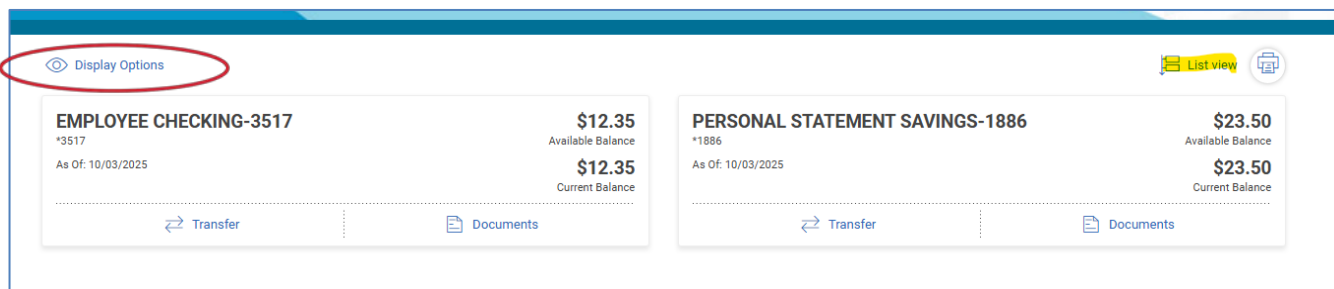 Display Options
List view
EMPLOYEE CHECKING-3517
$12.35
*3517
Available Balance
As Of: 10/03/2025
$12.35
Current Balance
Transfer
Documents
PERSONAL STATEMENT SAVINGS-1886
$23.50
*1886
Available Balance
As Of: 10/03/2025
$23.50
Current Balance
Transfer
Documents